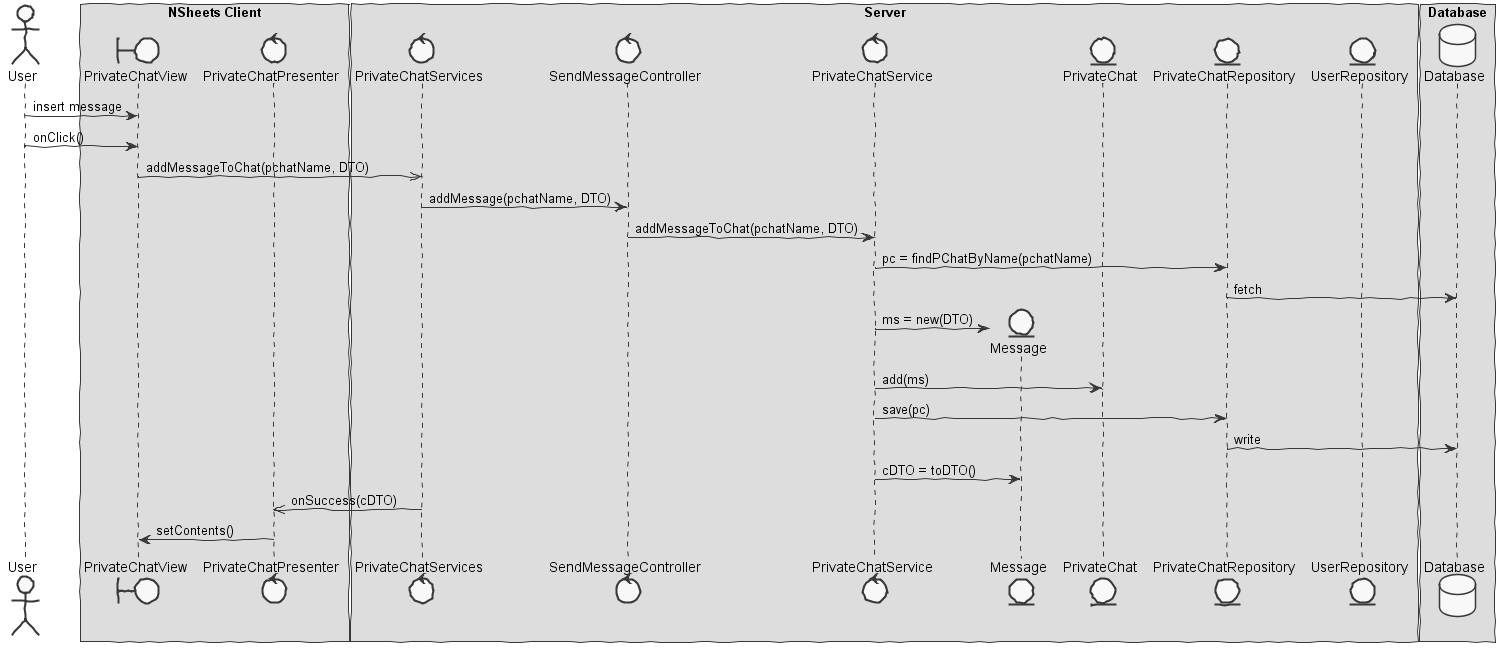 NSheets Client
Server
Database
User
PrivateChatView
PrivateChatPresenter
PrivateChatServices
SendMessageController
PrivateChatService
PrivateChat
PrivateChatRepository
UserRepository
Database
insert message
onClick()
addMessageToChat(pchatName, DTO)
addMessage(pchatName, DTO)
addMessageToChat(pchatName, DTO)
pc = findPChatByName(pchatName)
fetch
ms = new(DTO)
Message
add(ms)
save(pc)
write
cDTO = toDTO()
onSuccess(cDTO)
setContents()
User
PrivateChatView
PrivateChatPresenter
PrivateChatServices
SendMessageController
PrivateChatService
Message
PrivateChat
PrivateChatRepository
UserRepository
Database